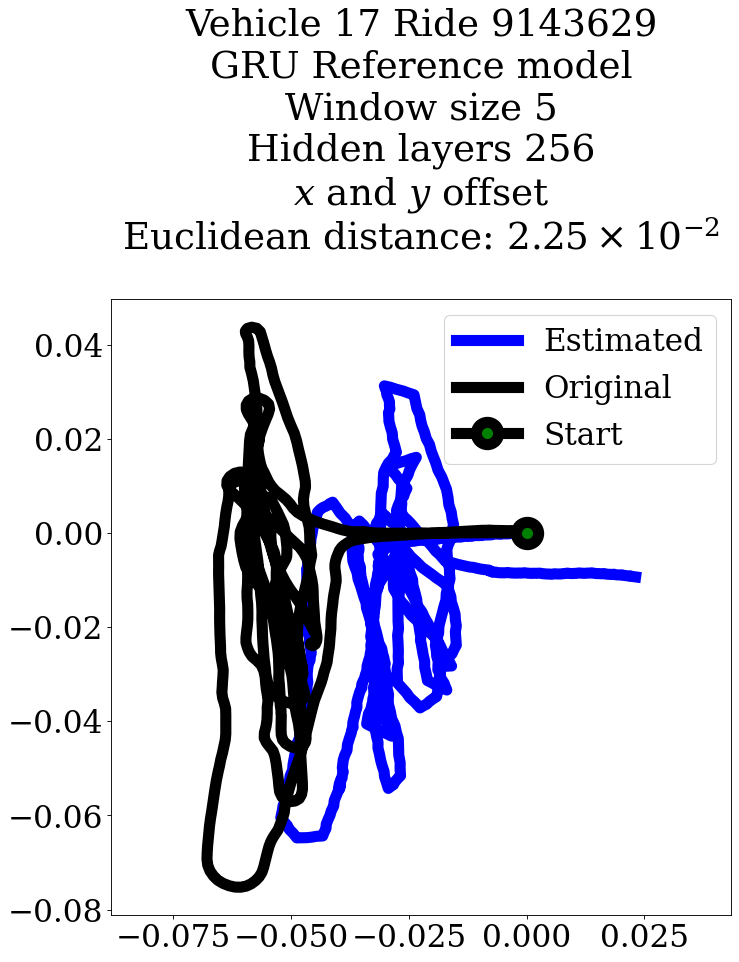 Vehicle 17 Ride 9143629
GRU Reference model
Window size 5
Hidden layers 256
x and y offset
Euclidean distance: 2.25 × 10⁻²
Estimated
Original
Start
0.04
0.02
0.00
−0.02
−0.04
−0.06
−0.08
−0.075 −0.050 −0.025 0.000 0.025